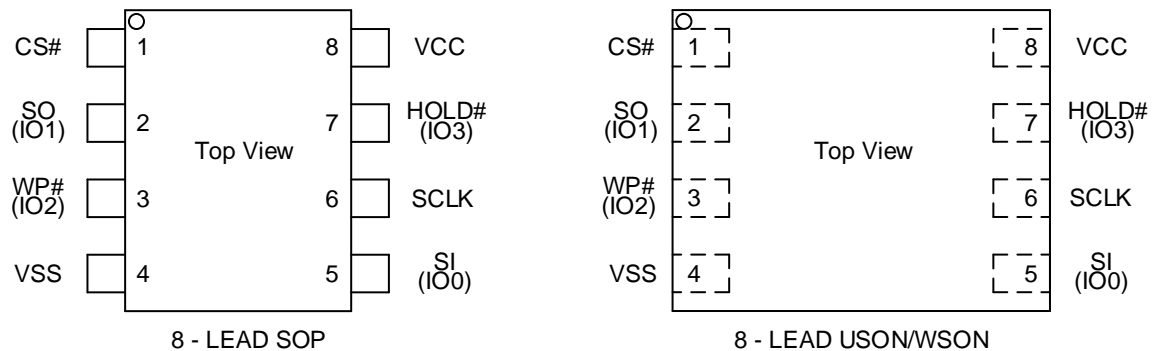 CS#
1
8
VCC
SO
(IO1)
2
7
HOLD#
(IO3)
Top View
WP#
(IO2)
3
6
SCLK
VSS
4
5
SI
(IO0)
8 - LEAD SOP
CS#
1
8
VCC
SO
(IO1)
2
7
HOLD#
(IO3)
Top View
WP#
(IO2)
3
6
SCLK
VSS
4
5
SI
(IO0)
8 - LEAD USON/WSON